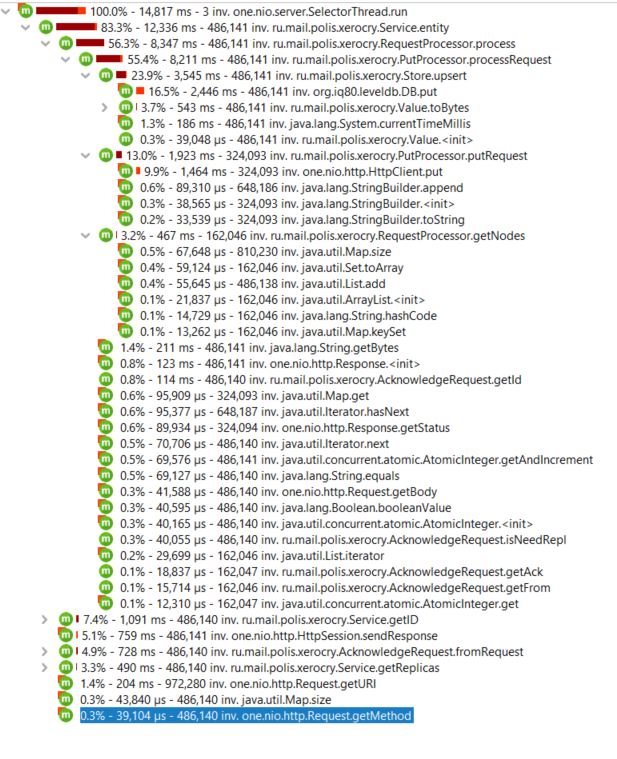 100.0% - 14,817 ms - 3 inv. one.nio.server.SelectorThread.run
83.3% - 12,336 ms - 486,141 inv. ru.mail.polis.xerocry.Service.entity
56.3% - 8,347 ms - 486,141 inv. ru.mail.polis.xerocry.RequestProcessor.process
55.4% - 8,211 ms - 486,141 inv. ru.mail.polis.xerocry.PutProcessor.processRequest
23.9% - 3,545 ms - 486,141 inv. ru.mail.polis.xerocry.Store.upsert
16.5% - 2,446 ms - 486,141 inv. org.iq80.leveldb.DB.put
3.7% - 543 ms - 486,141 inv. ru.mail.polis.xerocry.Value.toBytes
1.3% - 186 ms - 486,141 inv. java.lang.System.currentTimeMillis
0.3% - 39,048 µs - 486,141 inv. ru.mail.polis.xerocry.Value.<init>
13.0% - 1,923 ms - 324,093 inv. ru.mail.polis.xerocry.PutProcessor.putRequest
9.9% - 1,464 ms - 324,093 inv. one.nio.http.HttpClient.put
0.6% - 89,310 µs - 648,186 inv. java.lang.StringBuilder.append
0.3% - 38,565 µs - 324,093 inv. java.lang.StringBuilder.<init>
0.2% - 33,539 µs - 324,093 inv. java.lang.StringBuilder.toString
3.2% - 467 ms - 162,046 inv. ru.mail.polis.xerocry.RequestProcessor.getNodes
0.5% - 67,648 µs - 810,230 inv. java.util.Map.size
0.4% - 59,124 µs - 162,046 inv. java.util.Set.toArray
0.4% - 55,645 µs - 486,138 inv. java.util.List.add
0.1% - 21,837 µs - 162,046 inv. java.util.ArrayList.<init>
0.1% - 14,729 µs - 162,046 inv. java.lang.String.hashCode
0.1% - 13,262 µs - 162,046 inv. java.util.Map.keySet
1.4% - 211 ms - 486,141 inv. java.lang.String.getBytes
0.8% - 123 ms - 486,141 inv. one.nio.http.Response.<init>
0.8% - 114 ms - 486,140 inv. ru.mail.polis.xerocry.AcknowledgeRequest.getId
0.6% - 95,909 µs - 324,093 inv. java.util.Map.get
0.6% - 95,377 µs - 648,187 inv. java.util.Iterator.hasNext
0.6% - 89,934 µs - 324,094 inv. one.nio.http.Response.getStatus
0.5% - 70,706 µs - 486,140 inv. java.util.Iterator.next
0.5% - 69,576 µs - 486,141 inv. java.util.concurrent.atomic.AtomicInteger.getAndIncrement
0.5% - 69,127 µs - 486,140 inv. java.lang.String.equals
0.3% - 41,588 µs - 486,140 inv. one.nio.http.Request.getBody
0.3% - 40,595 µs - 486,140 inv. java.lang.Boolean.booleanValue
0.3% - 40,165 µs - 486,140 inv. java.util.concurrent.atomic.AtomicInteger.<init>
0.3% - 40,055 µs - 486,140 inv. ru.mail.polis.xerocry.AcknowledgeRequest.isNeedRepl
0.2% - 29,699 µs - 162,046 inv. java.util.List.iterator
0.1% - 18,837 µs - 162,047 inv. ru.mail.polis.xerocry.AcknowledgeRequest.getAck
0.1% - 15,714 µs - 162,046 inv. ru.mail.polis.xerocry.AcknowledgeRequest.getFrom
0.1% - 12,310 µs - 162,047 inv. java.util.concurrent.atomic.AtomicInteger.get
7.4% - 1,091 ms - 486,140 inv. ru.mail.polis.xerocry.Service.getID
5.1% - 759 ms - 486,141 inv. one.nio.http.HttpSession.sendResponse
4.9% - 728 ms - 486,141 inv. ru.mail.polis.xerocry.AcknowledgeRequest.fromRequest
3.3% - 490 ms - 486,140 inv. ru.mail.polis.xerocry.Service.getReplicas
1.4% - 204 ms - 972,280 inv. one.nio.http.Request.getURI
0.3% - 43,840 µs - 486,140 inv. java.util.Map.size
0.3% - 39,104 µs - 486,140 inv. one.nio.http.Request.getMethod